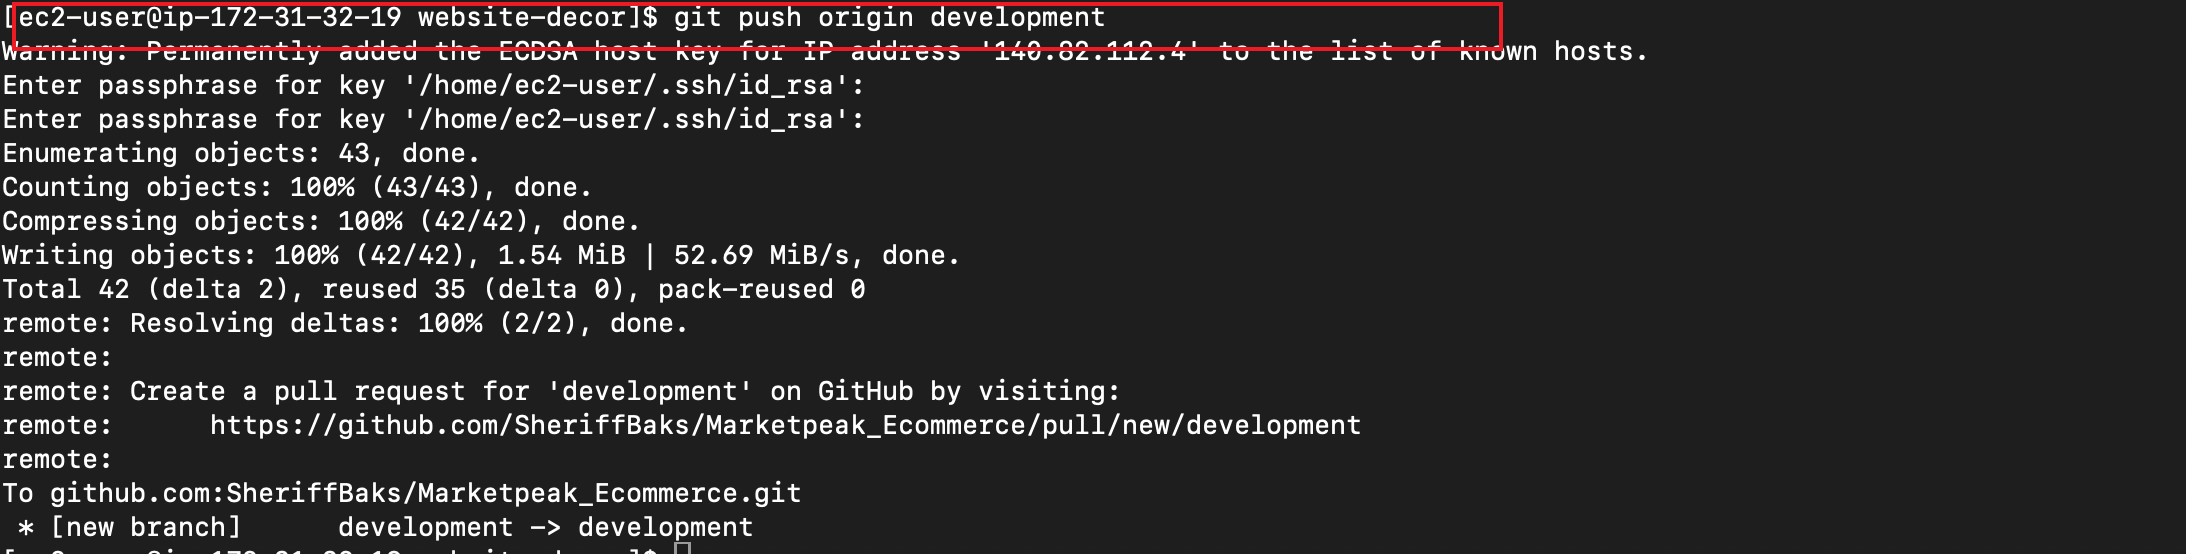 [ec2-user@ip-172-31-32-19 website-decor]$ git push origin development
Warning: Permanently added the ECDSA host key for IP address '140.82.112.4' to the list of known hosts.
Enter passphrase for key '/home/ec2-user/.ssh/id_rsa':
Enter passphrase for key '/home/ec2-user/.ssh/id_rsa':
Enumerating objects: 43, done.
Counting objects: 100% (43/43), done.
Compressing objects: 100% (42/42), done.
Writing objects: 100% (42/42), 1.54 MiB | 52.69 MiB/s, done.
Total 42 (delta 2), reused 35 (delta 0), pack-reused 0
remote: Resolving deltas: 100% (2/2), done.
remote:
remote: Create a pull request for 'development' on GitHub by visiting:
remote:      https://github.com/SheriffBaks/Marketpeak_Ecommerce/pull/new/development
remote:
To github.com:SheriffBaks/Marketpeak_Ecommerce.git
 * [new branch]      development -> development